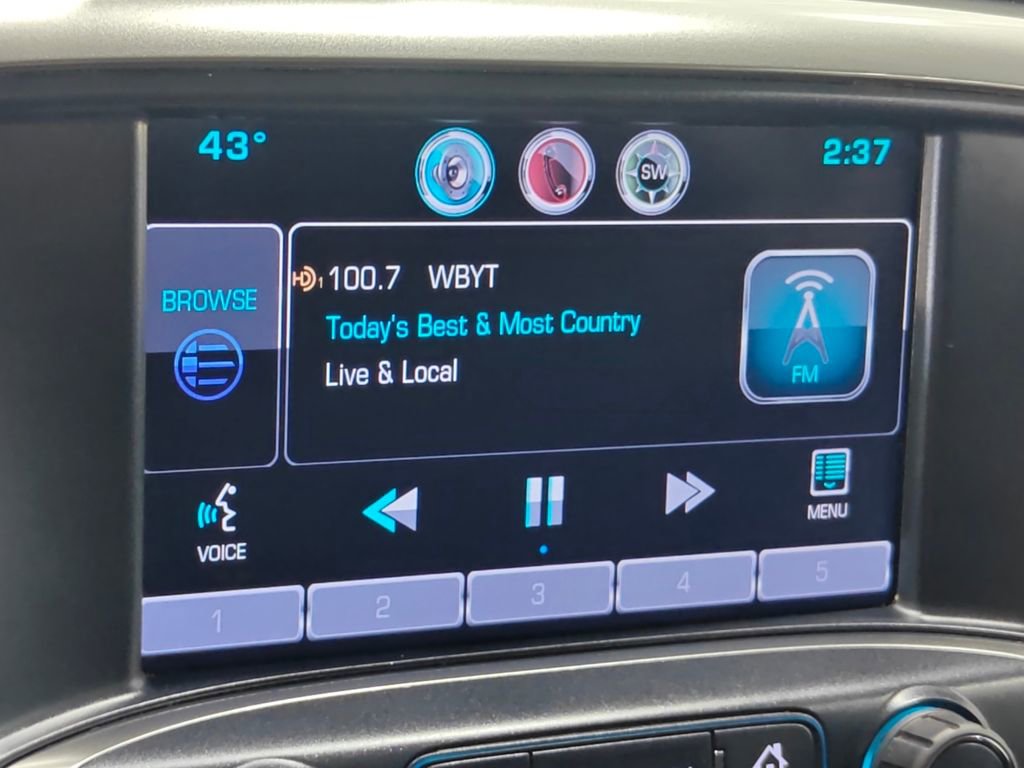 43°
SW
2:37
BROWSE
HD1 100.7 WBYT
Today's Best & Most Country
Live & Local
FM
VOICE
MENU
1 2 3 4 5